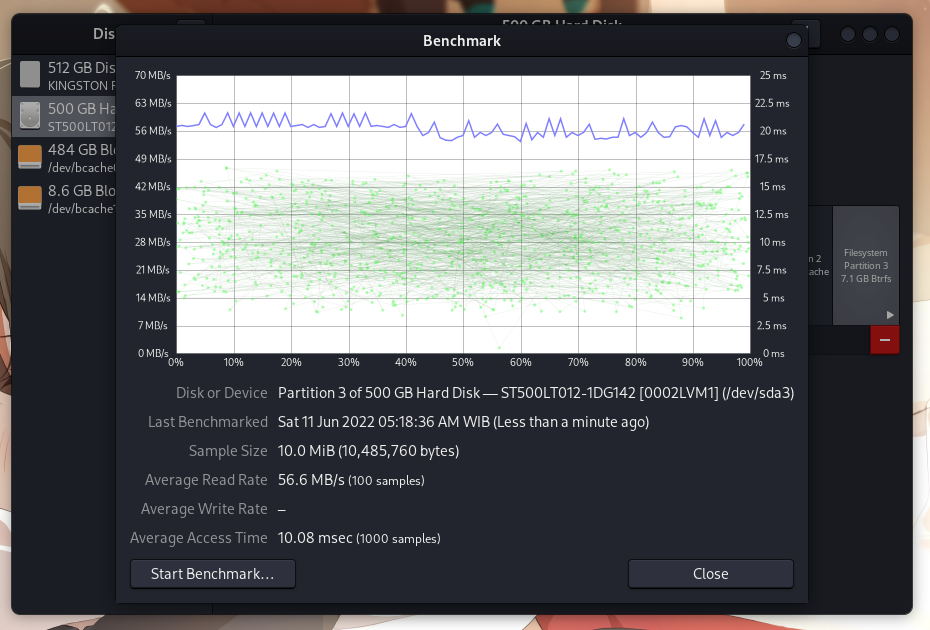 Dis
500 GB Hard Disk
Benchmark
512 GB Dis
KINGSTON
500 GB Ha
ST500LT012
484 GB Blo
/dev/bcache
8.6 GB Blo
/dev/bcache
70 MB/s
63 MB/s
56 MB/s
49 MB/s
42 MB/s
35 MB/s
28 MB/s
21 MB/s
14 MB/s
7 MB/s
0 MB/s
25 ms
22.5 ms
20 ms
17.5 ms
15 ms
12.5 ms
10 ms
7.5 ms
5 ms
2.5 ms
0 ms
0% 10% 20% 30% 40% 50% 60% 70% 80% 90% 100%
n 2
ache
Filesystem
Partition 3
7.1 GB Btrfs
Disk or Device Partition 3 of 500 GB Hard Disk — ST500LT012-1DG142 [0002LVM1] (/dev/sda3)
Last Benchmarked Sat 11 Jun 2022 05:18:36 AM WIB (Less than a minute ago)
Sample Size 10.0 MiB (10,485,760 bytes)
Average Read Rate 56.6 MB/s (100 samples)
Average Write Rate –
Average Access Time 10.08 msec (1000 samples)
Start Benchmark…
Close